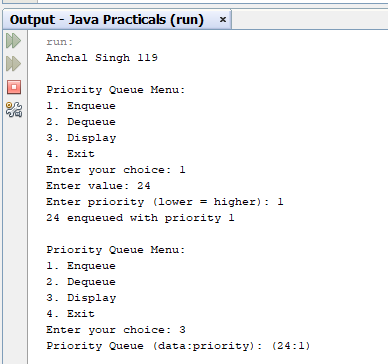 Output - Java Practicals (run) ×
run:
Anchal Singh 119
Priority Queue Menu:
1. Enqueue
2. Dequeue
3. Display
4. Exit
Enter your choice: 1
Enter value: 24
Enter priority (lower = higher): 1
24 enqueued with priority 1
Priority Queue Menu:
1. Enqueue
2. Dequeue
3. Display
4. Exit
Enter your choice: 3
Priority Queue (data:priority): (24:1)